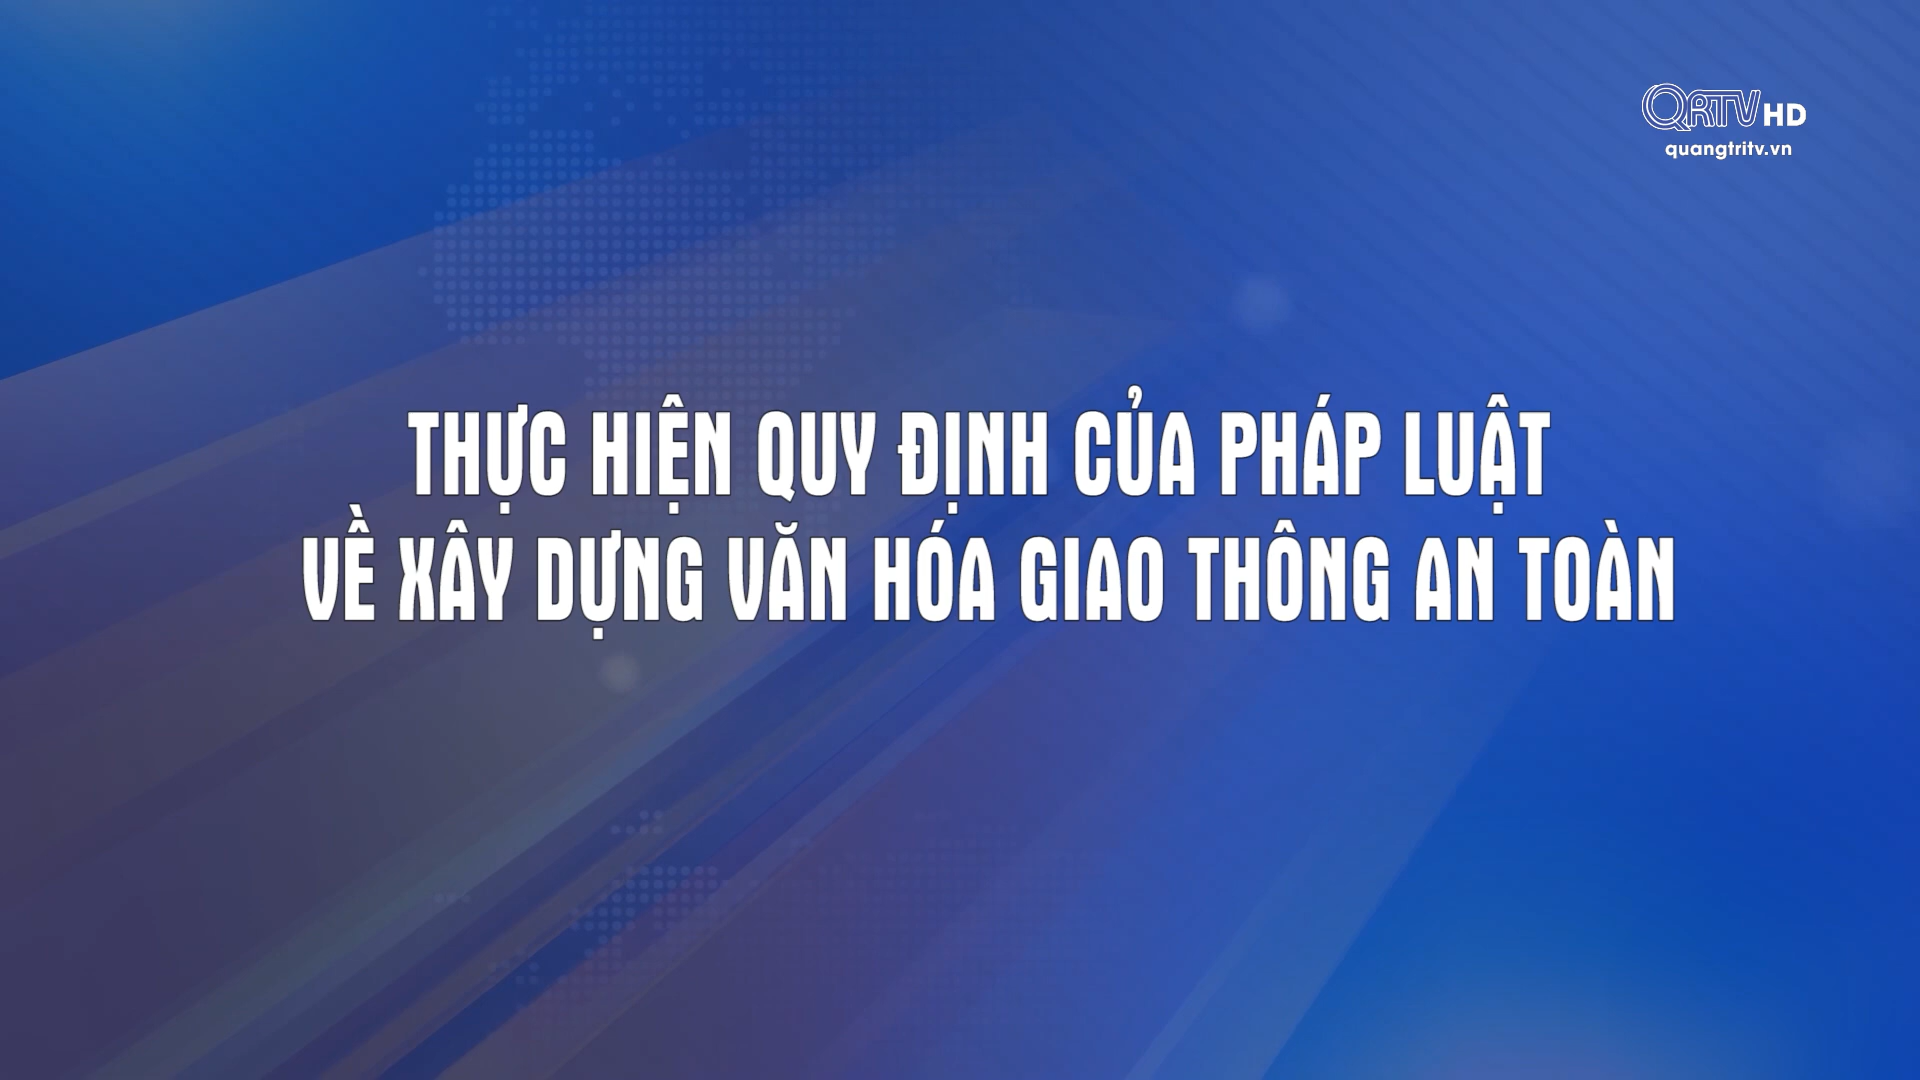 QRTV HD
quangtritv.vn
THỰC HIỆN QUY ĐỊNH CỦA PHÁP LUẬT
VỀ XÂY DỰNG VĂN HÓA GIAO THÔNG AN TOÀN